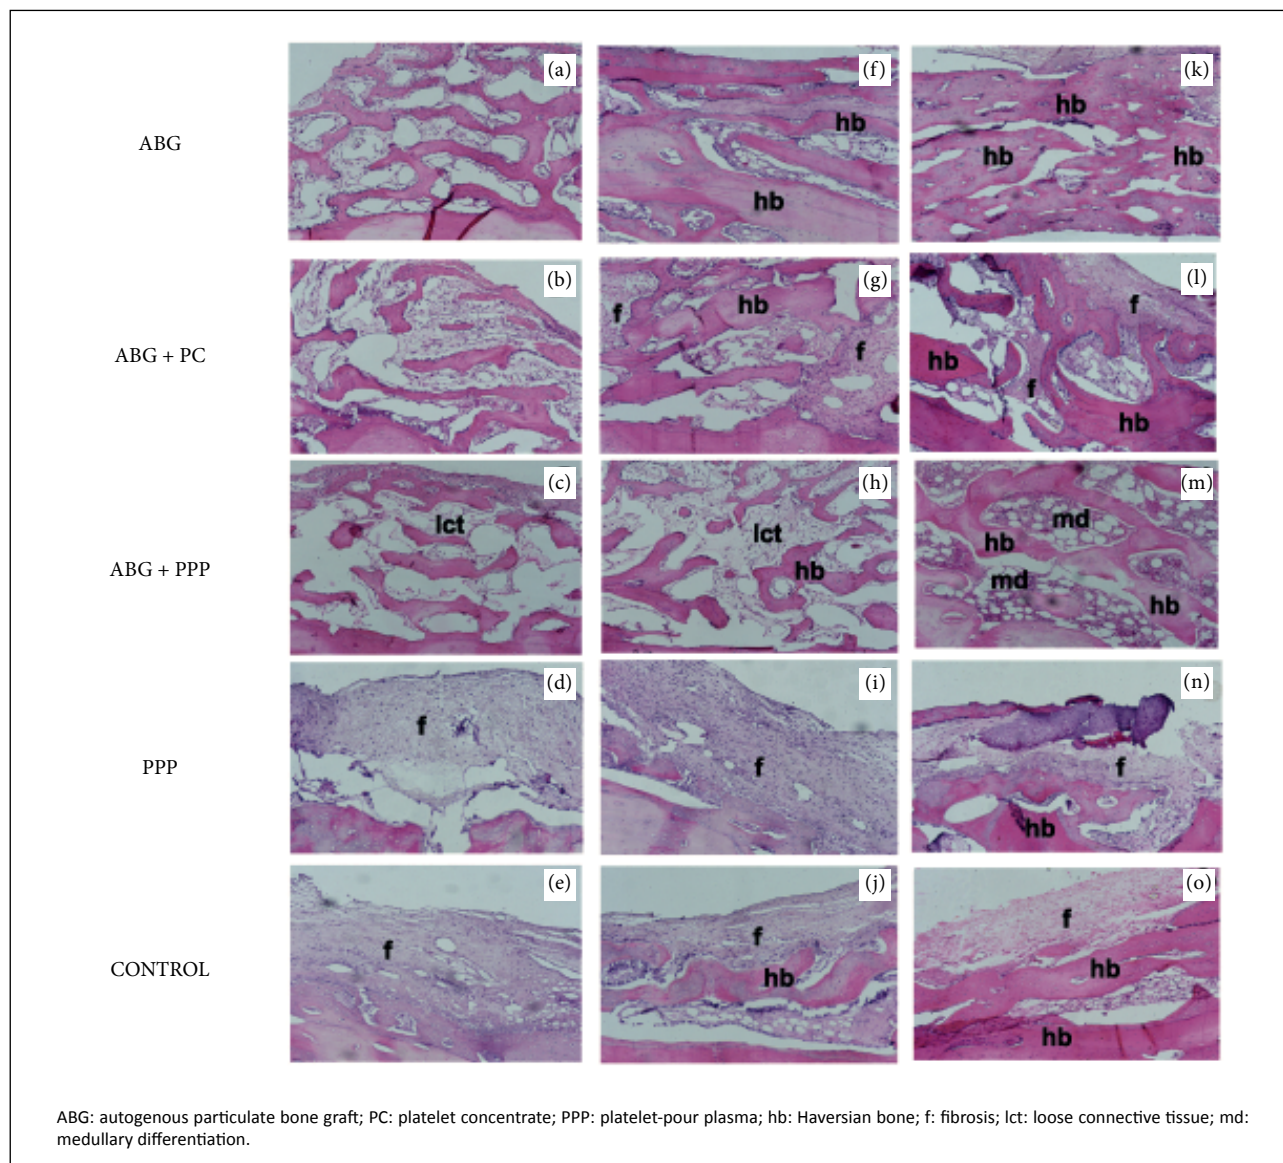 (a) (f) (k)
ABG
hb hb hb hb hb hb
(b) (g) (l)
ABG + PC
f hb f f hb f hb
(c) (h) (m)
ABG + PPP
lct lct hb md hb md hb
(d) (i) (n)
PPP
f f f hb
(e) (j) (o)
CONTROL
f f hb f hb hb
ABG: autogenous particulate bone graft; PC: platelet concentrate; PPP: platelet-pour plasma; hb: Haversian bone; f: fibrosis; lct: loose connective tissue; md:
medullary differentiation.